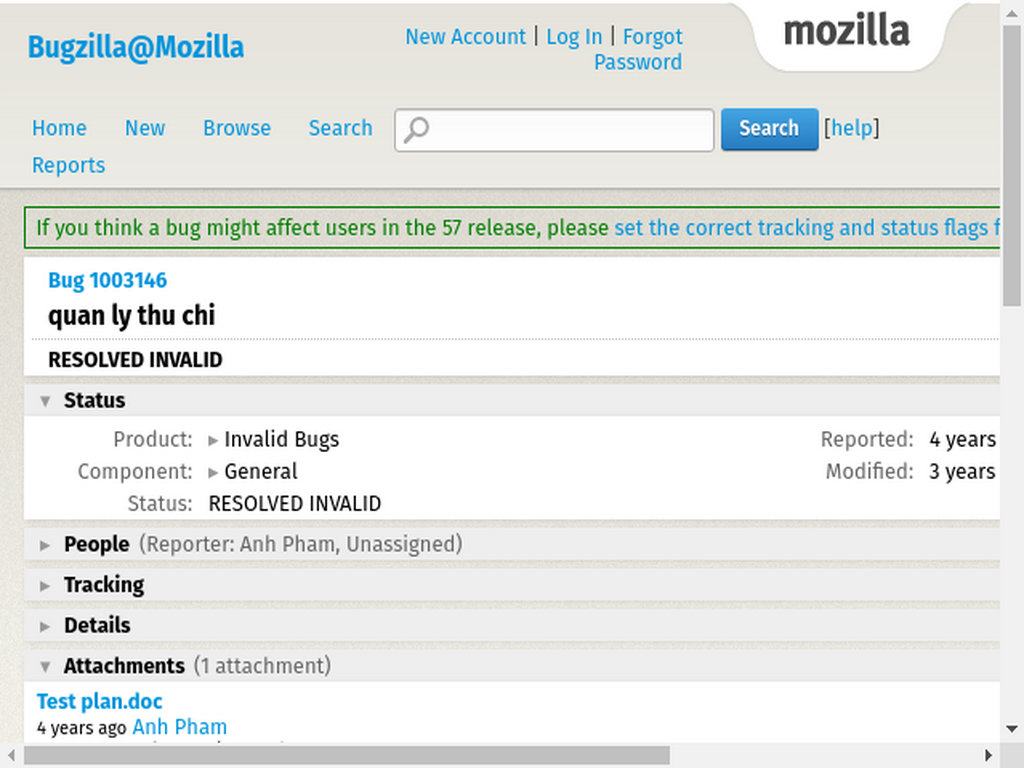 Bugzilla@Mozilla
New Account | Log In | Forgot
Password
mozilla
Home New Browse Search Search [help]
Reports
If you think a bug might affect users in the 57 release, please set the correct tracking and status flags f
Bug 1003146
quan ly thu chi
RESOLVED INVALID
Status
Product: Invalid Bugs
Reported: 4 years
Component: General
Modified: 3 years
Status: RESOLVED INVALID
People (Reporter: Anh Pham, Unassigned)
Tracking
Details
Attachments (1 attachment)
Test plan.doc
4 years ago Anh Pham